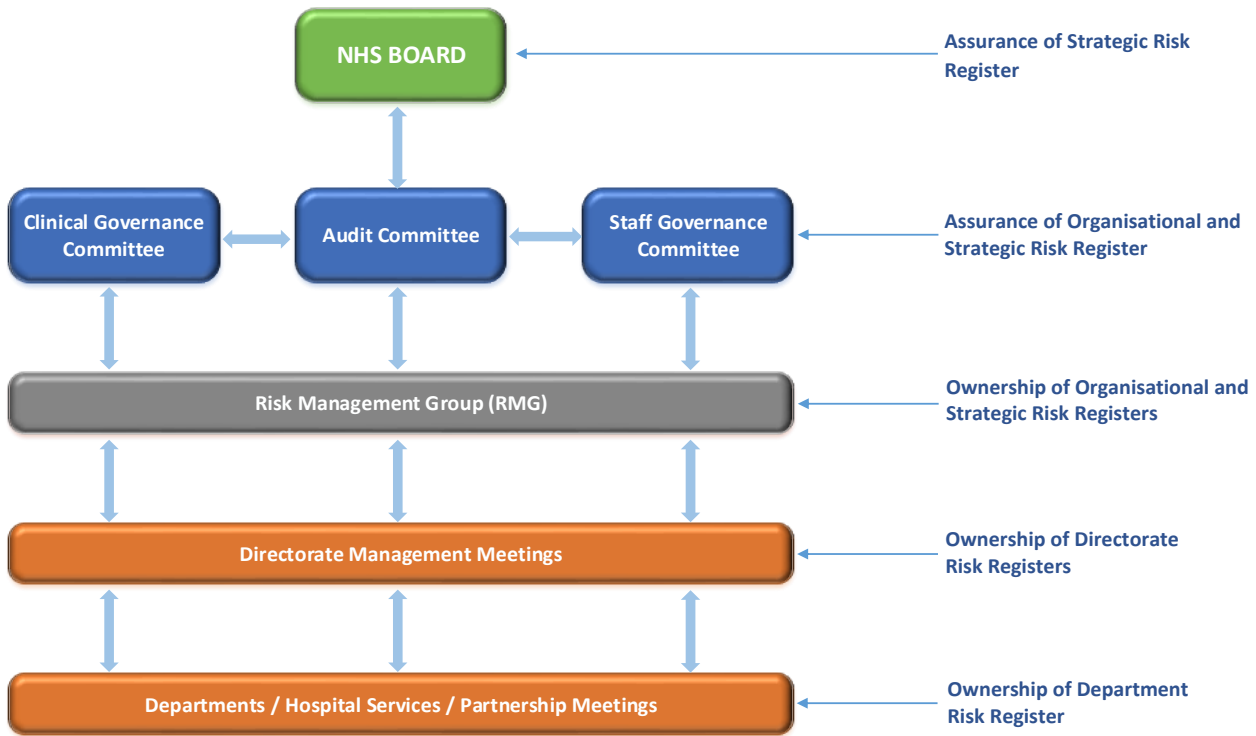 NHS BOARD
Assurance of Strategic Risk
Register
Clinical Governance
Committee
Audit Committee
Staff Governance
Committee
Assurance of Organisational and
Strategic Risk Register
Risk Management Group (RMG)
Ownership of Organisational and
Strategic Risk Registers
Directorate Management Meetings
Ownership of Directorate
Risk Registers
Departments / Hospital Services / Partnership Meetings
Ownership of Department
Risk Register